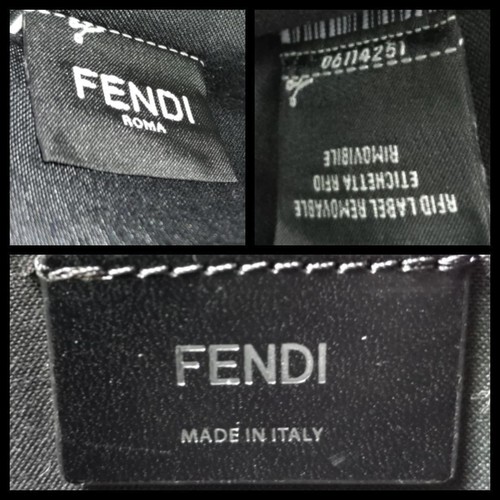 FENDI
ROMA
06114251
RFID LABEL REMOVABLE
ETICHETTA RFID
RIMOVIBILE
FENDI
MADE IN ITALY